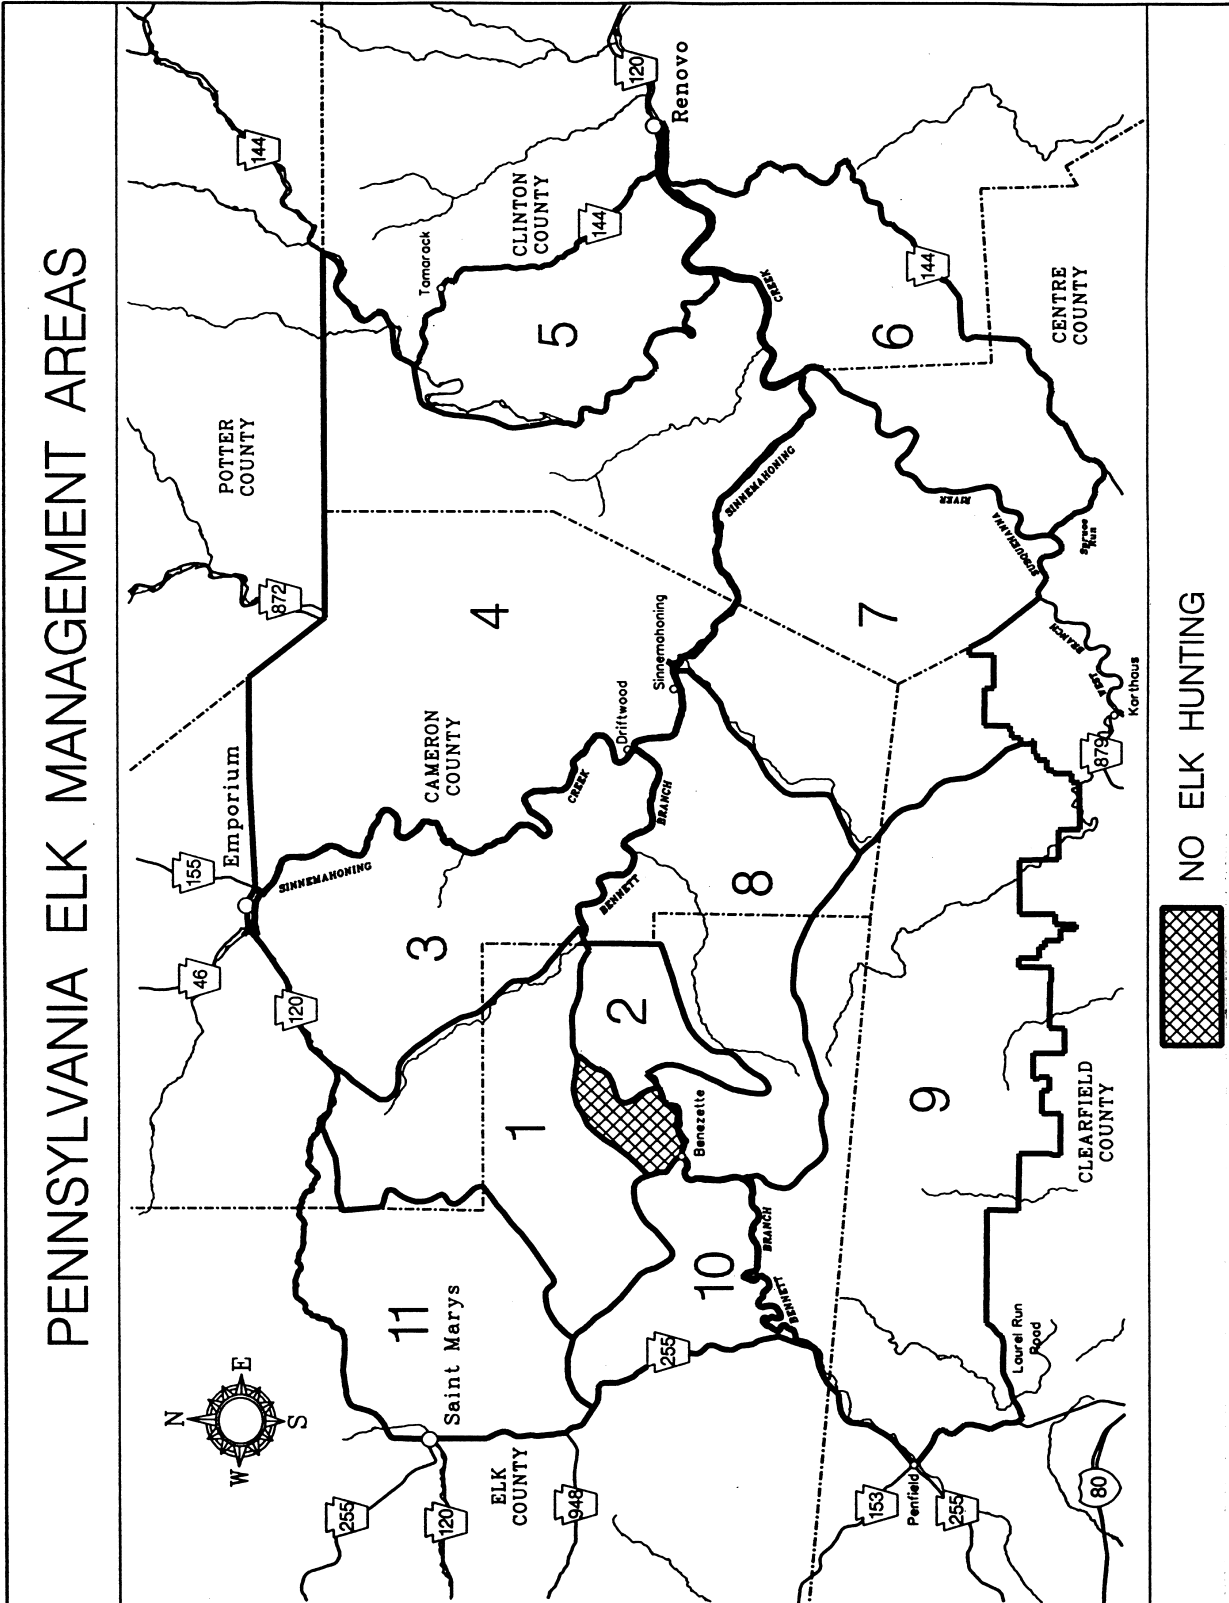 PENNSYLVANIA ELK MANAGEMENT AREAS
N
W
E
S
255
120
948
ELK
COUNTY
Saint Marys
11
255
10
BENNETT
BRANCH
153
Penfield
255
80
Laurel Run
Road
46
155
120
Emporium
SINNEMAHONING
3
1
2
Benezette
BENNETT
BRANCH
CREEK
CAMERON
COUNTY
Driftwood
8
9
CLEARFIELD
COUNTY
872
POTTER
COUNTY
4
Sinnemahoning
SINNEMAHONING
7
879
Karthaus
WEST
BRANCH
SUSQUEHANNA
RIVER
Spruce
Run
144
Tamarack
CLINTON
COUNTY
144
5
120
Renovo
CREEK
6
144
CENTRE
COUNTY
NO ELK HUNTING